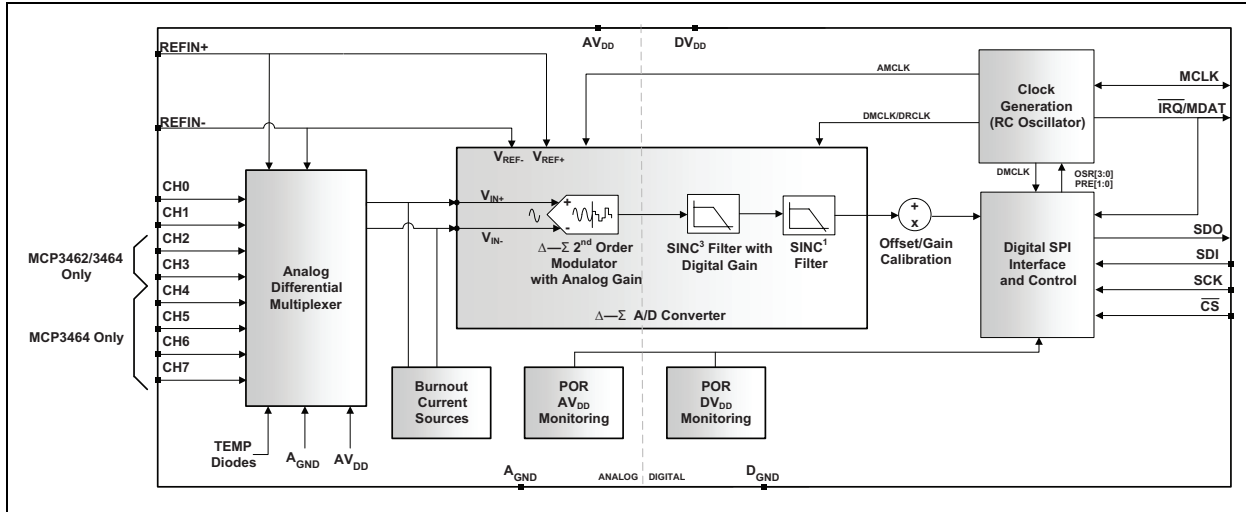 REFIN+
REFIN-
CH0
CH1
CH2
CH3
CH4
CH5
CH6
CH7
MCP3462/3464
Only
MCP3464 Only
Analog
Differential
Multiplexer
TEMP
Diodes
AGND
AVDD
AVDD
DVDD
VREF-
VREF+
VIN+
VIN-
+
-
Δ—Σ 2nd Order
Modulator
with Analog Gain
SINC3 Filter with
Digital Gain
SINC1
Filter
Δ—Σ A/D Converter
Burnout
Current
Sources
POR
AVDD
Monitoring
POR
DVDD
Monitoring
AMCLK
DMCLK/DRCLK
Clock
Generation
(RC Oscillator)
DMCLK
OSR[3:0]
PRE[1:0]
+
x
Offset/Gain
Calibration
Digital SPI
Interface
and Control
MCLK
IRQ/MDAT
SDO
SDI
SCK
CS
AGND
ANALOG
DIGITAL
DGND